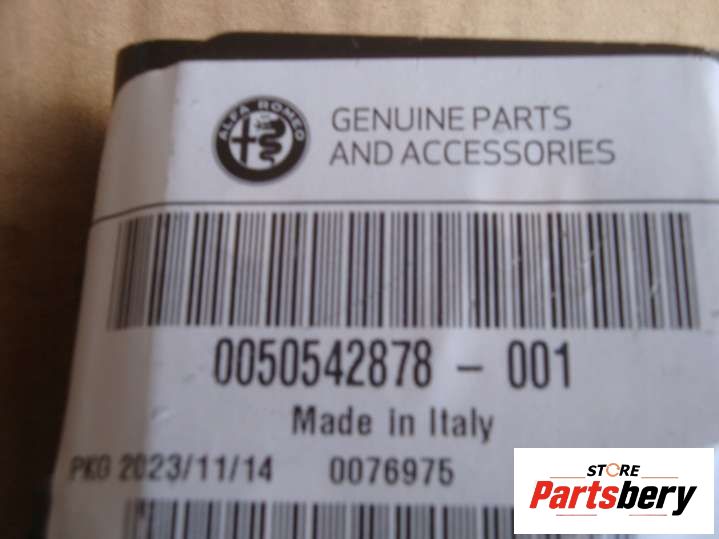 ALFA ROMEO
GENUINE PARTS
AND ACCESSORIES
0050542878 - 001
Made in Italy
PKG 2023/11/14 0076975
STORE
Partsbery